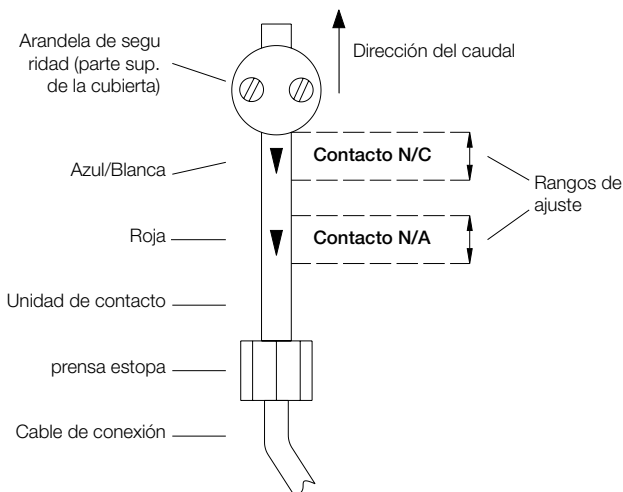 Arandela de segu
ridad (parte sup.
de la cubierta)
Dirección del caudal
Azul/Blanca
Contacto N/C
Rangos de
ajuste
Roja
Contacto N/A
Unidad de contacto
prensa estopa
Cable de conexión